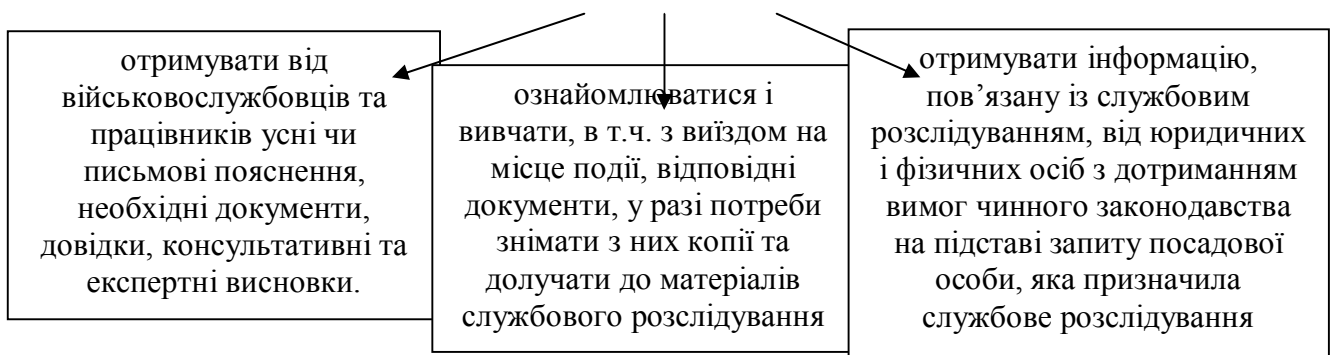 отримувати від
військовослужбовців та
працівників усні чи
письмові пояснення,
необхідні документи,
довідки, консультативні та
експертні висновки.
ознайомлюватися і
вивчати, в т.ч. з виїздом на
місце події, відповідні
документи, у разі потреби
знімати з них копії та
долучати до матеріалів
службового розслідування
отримувати інформацію,
пов’язану із службовим
розслідуванням, від юридичних
і фізичних осіб з дотриманням
вимог чинного законодавства
на підставі запиту посадової
особи, яка призначила
службове розслідування